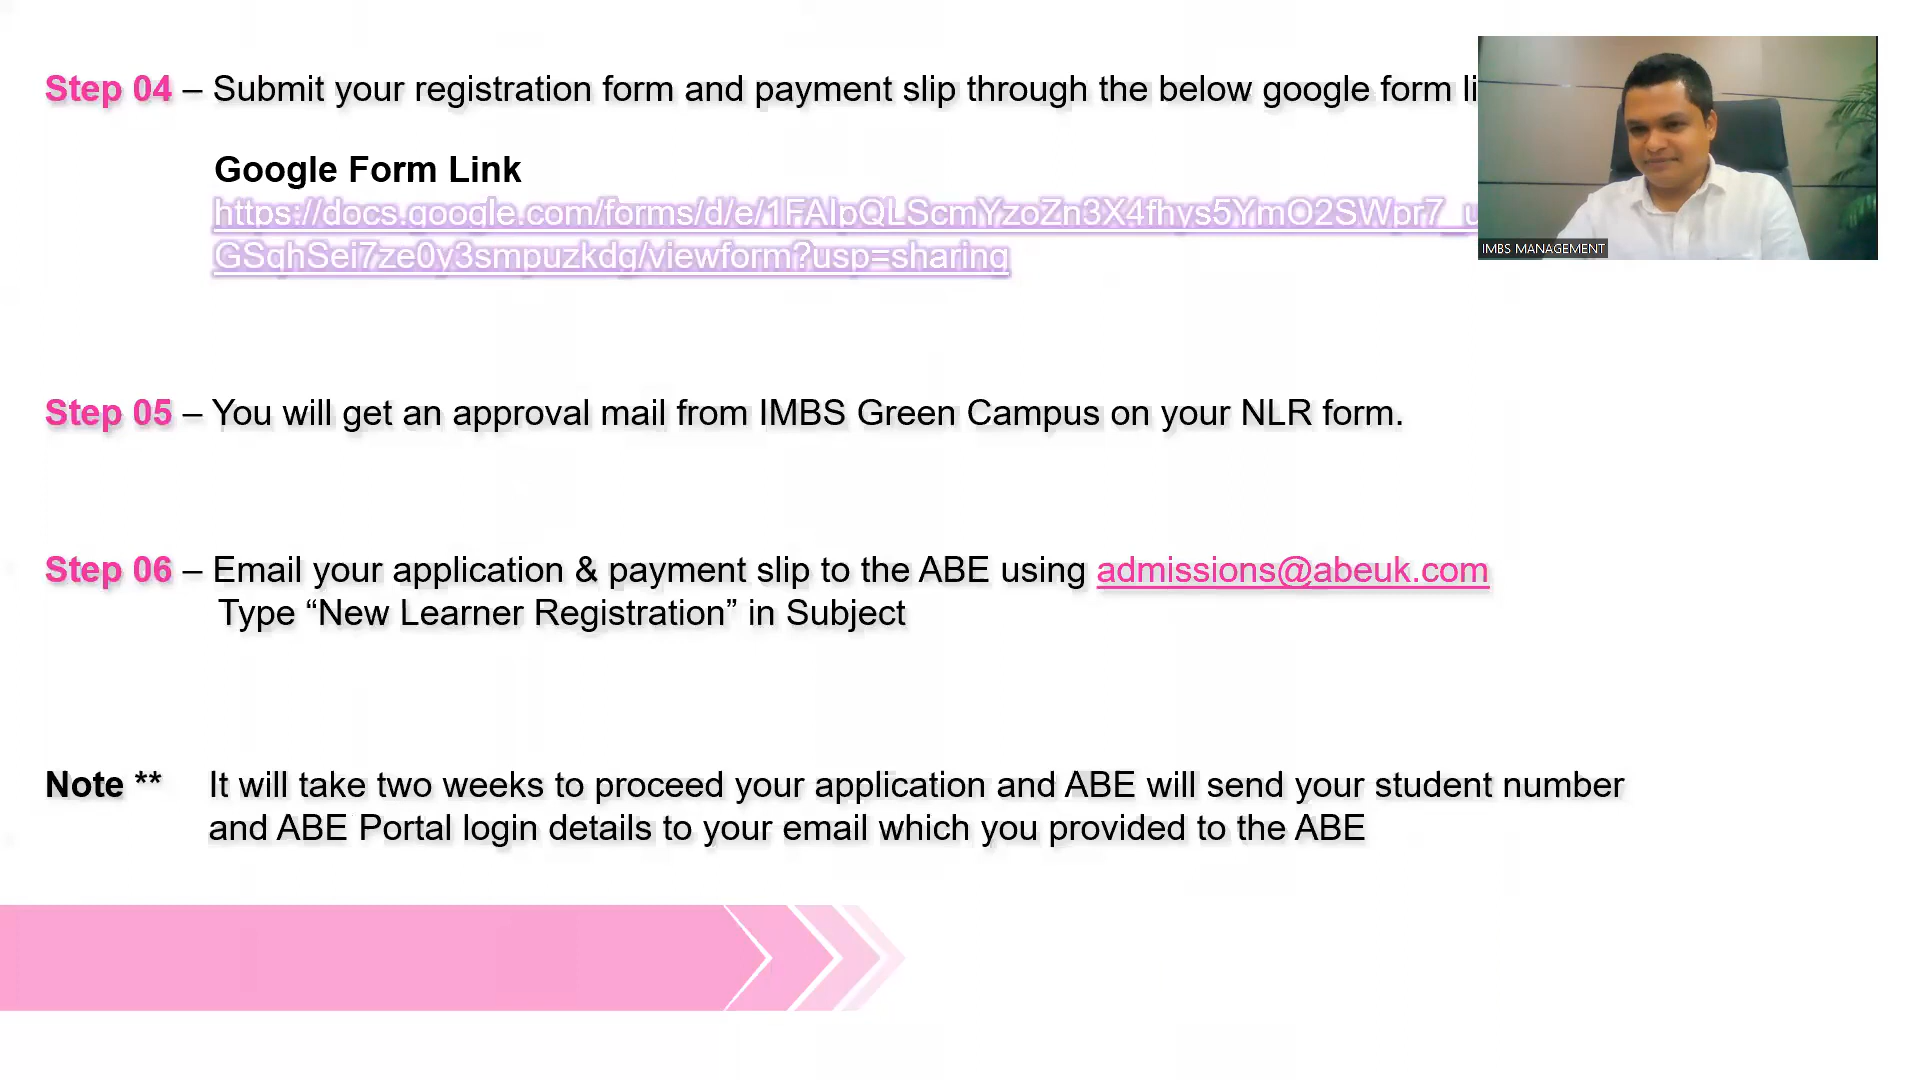 Step 04 – Submit your registration form and payment slip through the below google form
Google Form Link
https://docs.google.com/forms/d/e/1FAIpQLScmYzoZn3X4fhys5YmO2SWpr7_u
GSqhSei7ze0y3smpuzkdg/viewform?usp=sharing
IMBS MANAGEMENT
Step 05 – You will get an approval mail from IMBS Green Campus on your NLR form.
Step 06 – Email your application & payment slip to the ABE using admissions@abeuk.com
Type “New Learner Registration” in Subject
Note ** It will take two weeks to proceed your application and ABE will send your student number
and ABE Portal login details to your email which you provided to the ABE